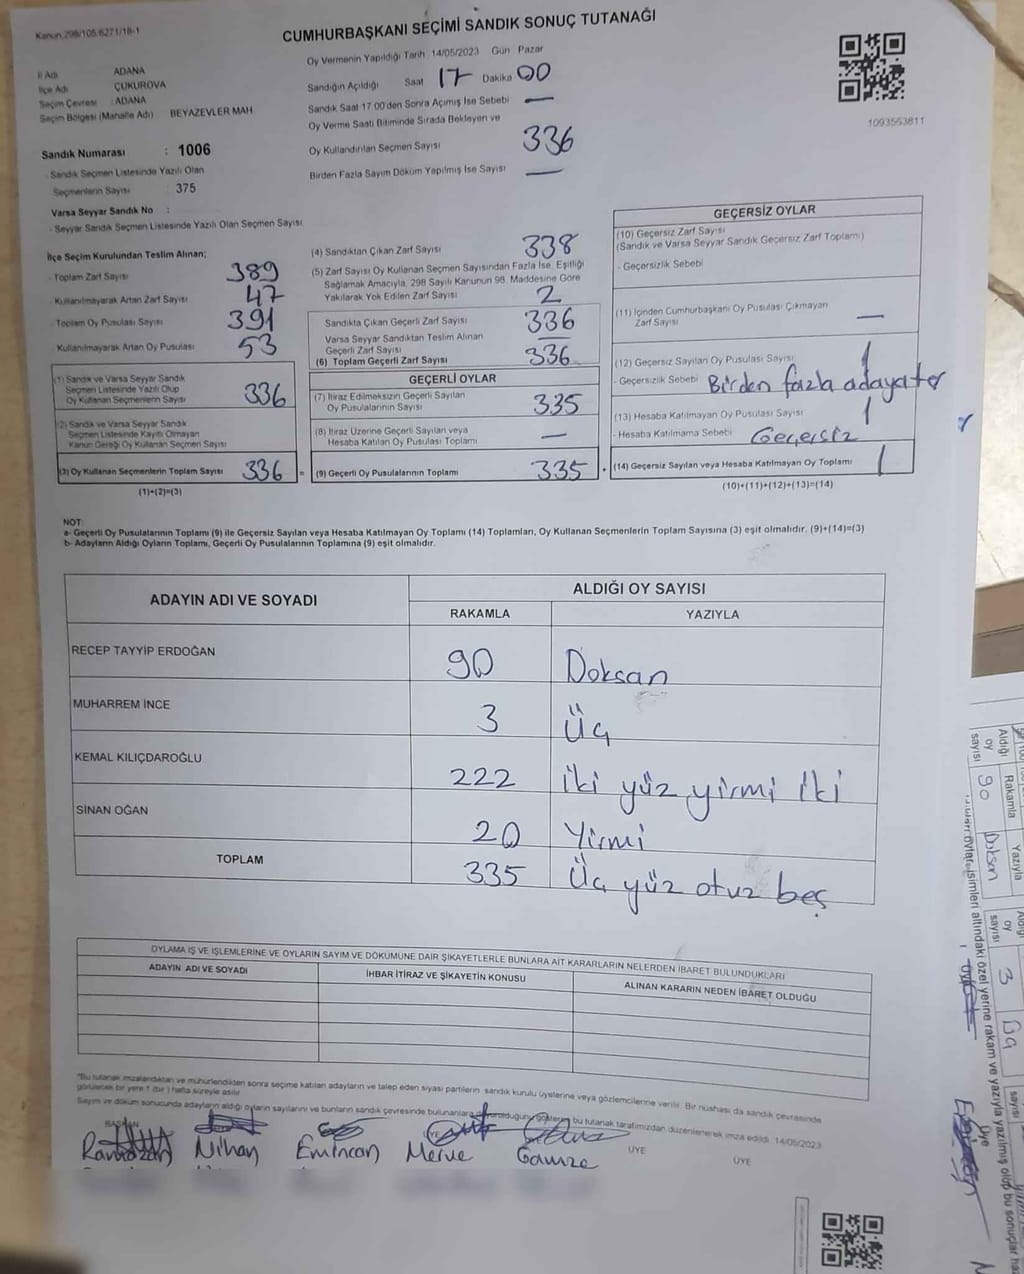 Kanun,298/105.6271/18-1
CUMHURBAŞKANI SEÇİMİ SANDIK SONUÇ TUTANAĞI
İl Adı ADANA
İlçe Adı ÇUKUROVA
Seçim Çevresi : ADANA
Seçim Bölgesi (Mahalle Adı) BEYAZEVLER MAH
Sandık Numarası : 1006
- Sandık Seçmen Listesinde Yazılı Olan
Seçmenlerin Sayısı : 375
Varsa Seyyar Sandık No :
- Seyyar Sandık Seçmen Listesinde Yazılı Olan Seçmen Sayısı
Oy Vermenin Yapıldığı Tarih 14/05/2023 Gün : Pazar
Sandığın Açıldığı Saat 17 Dakika 00
Sandık Saat 17:00'den Sonra Açımış İse Sebebi —
Oy Verme Saati Bitiminde Sırada Bekleyen ve
Oy Kullandırılan Seçmen Sayısı 336
Birden Fazla Sayım Döküm Yapılmış İse Sayısı —
1093563811
İlçe Seçim Kurulundan Teslim Alınan;
- Toplam Zarf Sayısı 389
- Kullanılmayarak Artan Zarf Sayısı 47
- Toplam Oy Pusulası Sayısı 391
Kullanılmayarak Artan Oy Pusulası 53
(1) Sandık ve Varsa Seyyar Sandık
Seçmen Listesinde Yazılı Olup
Oy Kullanan Seçmenlerin Sayısı 336
(2) Sandık ve Varsa Seyyar Sandık
Seçmen Listesinde Kayıtlı Olmayan
Kanun Gereği Oy Kullanan Seçmen Sayısı
(3) Oy Kullanan Seçmenlerin Toplam Sayısı 336 =
(1)+(2)=(3)
(4) Sandıktan Çıkan Zarf Sayısı 338
(5) Zarf Sayısı Oy Kullanan Seçmen Sayısından Fazla İse, Eşitliği
Sağlamak Amacıyla, 298 Sayılı Kanunun 98. Maddesine Göre
Yakılarak Yok Edilen Zarf Sayısı 2
Sandıkta Çıkan Geçerli Zarf Sayısı 336
Varsa Seyyar Sandıktan Teslim Alınan
Geçerli Zarf Sayısı —
(6) Toplam Geçerli Zarf Sayısı 336
GEÇERLİ OYLAR
(7) İtiraz Edilmeksizin Geçerli Sayılan
Oy Pusulalarının Sayısı 335
(8) İtiraz Üzerine Geçerli Sayılan veya
Hesaba Katılan Oy Pusulası Toplamı —
(9) Geçerli Oy Pusulalarının Toplamı 335 +
GEÇERSİZ OYLAR
(10) Geçersiz Zarf Sayısı
(Sandık ve Varsa Seyyar Sandık Geçersiz Zarf Toplamı)
- Geçersizlik Sebebi
(11) İçinden Cumhurbaşkanı Oy Pusulası Çıkmayan
Zarf Sayısı —
(12) Geçersiz Sayılan Oy Pusulası Sayısı 1
- Geçersizlik Sebebi Birden fazla adaya
(13) Hesaba Katılmayan Oy Pusulası Sayısı 1
- Hesaba Katılmama Sebebi Geçersiz
(14) Geçersiz Sayılan veya Hesaba Katılmayan Oy Toplamı 1
(10)+(11)+(12)+(13)=(14)
NOT:
a- Geçerli Oy Pusulalarının Toplamı (9) ile Geçersiz Sayılan veya Hesaba Katılmayan Oy Toplamı (14) Toplamları, Oy Kullanan Seçmenlerin Toplam Sayısına (3) eşit olmalıdır. (9)+(14)=(3)
b- Adayların Aldığı Oyların Toplamı, Geçerli Oy Pusulalarının Toplamına (9) eşit olmalıdır.
ADAYIN ADI VE SOYADI ALDIĞI OY SAYISI
RAKAMLA YAZIYLA
RECEP TAYYİP ERDOĞAN 90 Doksan
MUHARREM İNCE 3 Üç
KEMAL KILIÇDAROĞLU 222 İki yüz yirmi iki
SİNAN OĞAN 20 Yirmi
TOPLAM 335 Üç yüz otuz beş
OYLAMA İŞ VE İŞLEMLERİNE VE OYLARIN SAYIM VE DÖKÜMÜNE DAİR ŞİKAYETLERLE BUNLARA AİT KARARLARIN NELERDEN İBARET BULUNDUKLARI
ADAYIN ADI VE SOYADI İHBAR İTİRAZ VE ŞİKAYETİN KONUSU ALINAN KARARIN NEDEN İBARET OLDUĞU
*Bu tutanak imzalandıktan ve mühürlendikten sonra seçime katılan adayların ve talep eden siyasi partilerin sandık kurulu üyelerine veya gözlemcilerine verilir. Bir nüshası da sandık çevresinde
görülecek bir yere 1 (bir) hafta süreyle asılır
Sayım ve döküm sonucunda adayların aldığı oyların sayılarını ve bunların sandık çevresinde bulunanlara duyurulduğunu gösteren bu tutanak tarafımızdan düzenlenerek imza edildi. 14/05/2023
BAŞKAN
ÜYE
ÜYE
Ramazan Nihan Emincan Merve Gamze
Aldığı oy sayısı
Rakamla Yazıyla
90 Doksan
oy sayısı
3 Üç
isimleri altındaki özel yerine rakam ve yazıyla yazılmış olup bu sonuçlar
Üye